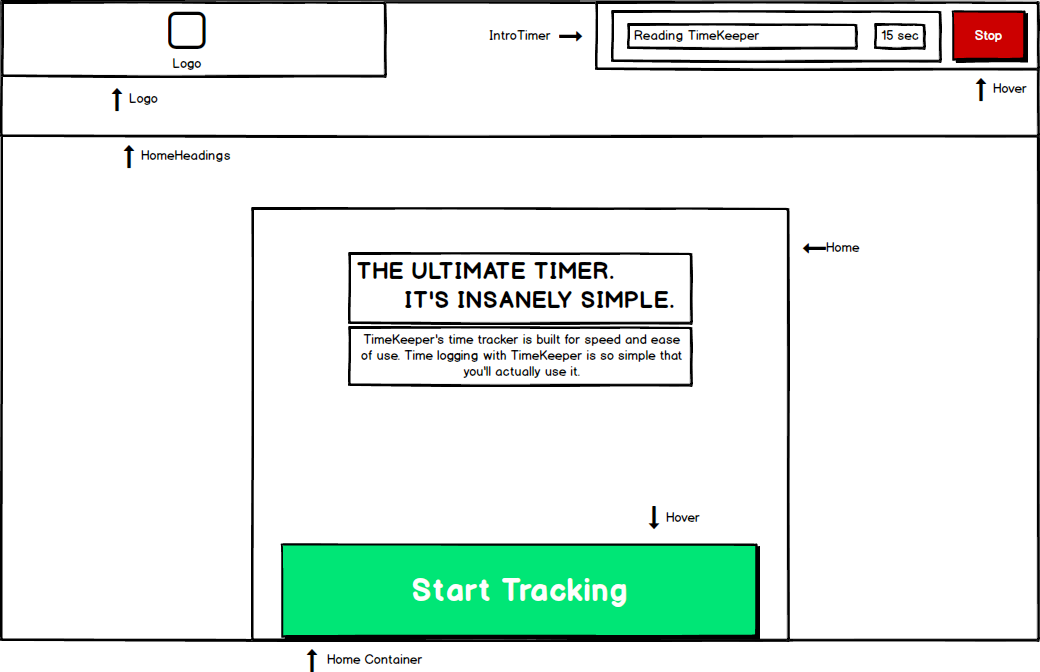 IntroTimer
Reading TimeKeeper
15 sec
Stop
Logo
Logo
Hover
HomeHeadings
Home
THE ULTIMATE TIMER.
IT'S INSANELY SIMPLE.
TimeKeeper's time tracker is built for speed and ease
of use. Time logging with TimeKeeper is so simple that
you'll actually use it.
Hover
Start Tracking
Home Container